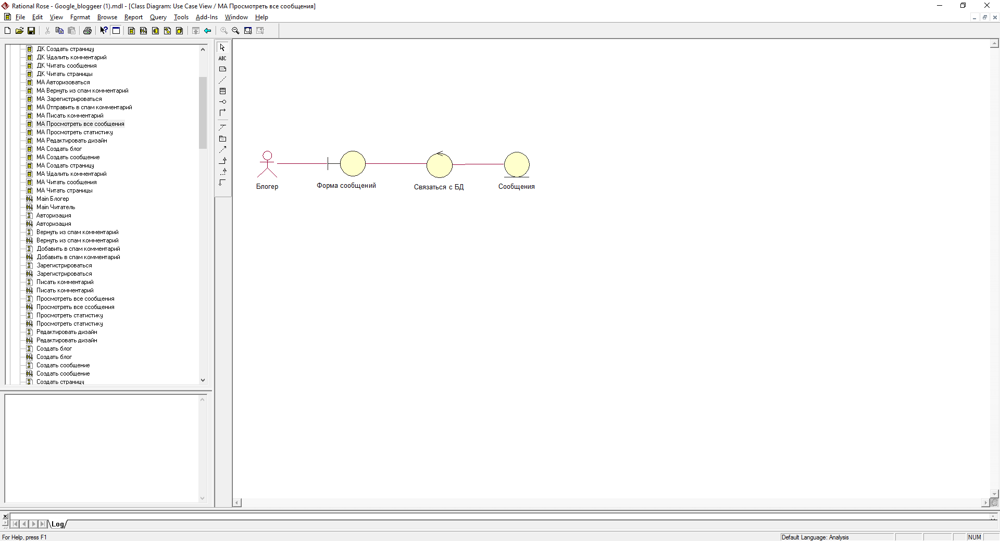 Rational Rose - Google_bloggeer (1).mdl - [Class Diagram: Use Case View / МА Просмотреть все сообщения]
File Edit View Format Browse Report Query Tools Add-Ins Window Help
ДК Создать страницу
ДК Удалить комментарий
ДК Читать сообщения
ДК Читать страницы
МА Авторизоваться
МА Вернуть из спам комментарий
МА Зарегистрироваться
МА Отправить в спам комментарий
МА Писать комментарий
МА Просмотреть все сообщения
МА Просмотреть статистику
МА Редактировать дизайн
МА Создать блог
МА Создать сообщение
МА Создать страницу
МА Удалить комментарий
МА Читать сообщения
МА Читать страницы
Main Блогер
Main Читатель
Авторизация
Авторизация
Вернуть из спам комментарий
Вернуть из спам комментарий
Добавить в спам комментарий
Добавить в спам комментарий
Зарегистрироваться
Зарегистрироваться
Писать комментарий
Писать комментарий
Просмотреть все сообщения
Просмотреть все ссобщения
Просмотреть статистику
Просмотреть статистику
Редактировать дизайн
Редактировать дизайн
Создать блог
Создать блог
Создать сообщение
Создать сообщение
Создать страницу
ABC
Блогер
Форма сообщений
Связаться с БД
Сообщения
Log
For Help, press F1
Default Language: Analysis
NUM